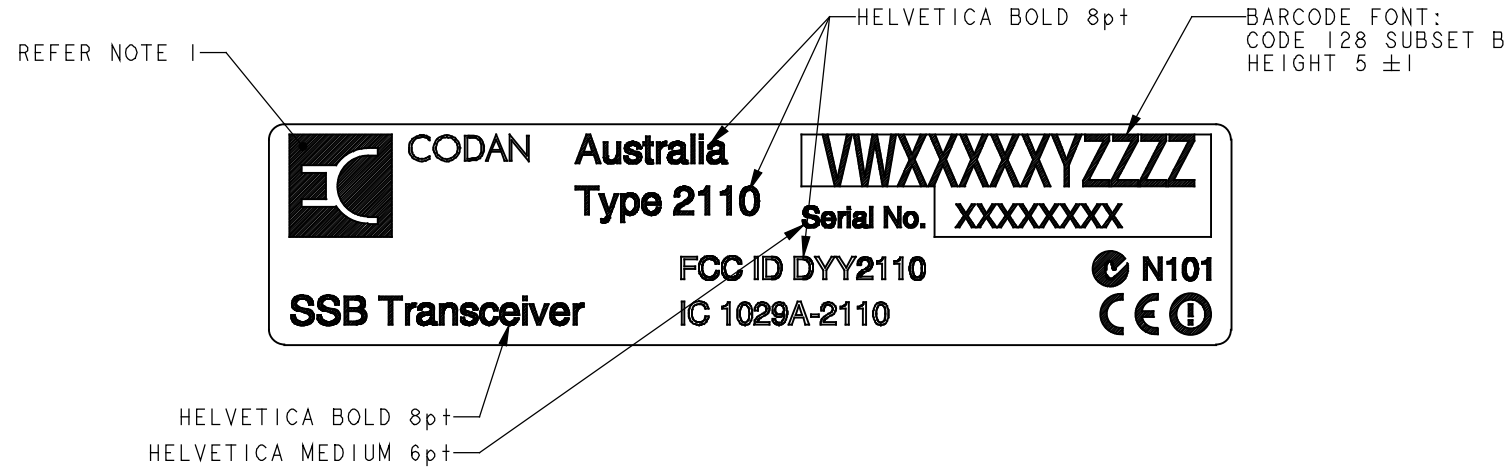 HELVETICA BOLD 8pt
BARCODE FONT:
CODE 128 SUBSET B
HEIGHT 5 ±1
REFER NOTE 1
CODAN
Australia
VWXXXXXYZZZZ
Type 2110
Serial No.
XXXXXXXX
FCC ID DYY2110
N101
SSB Transceiver
IC 1029A-2110
CE
HELVETICA BOLD 8pt
HELVETICA MEDIUM 6pt